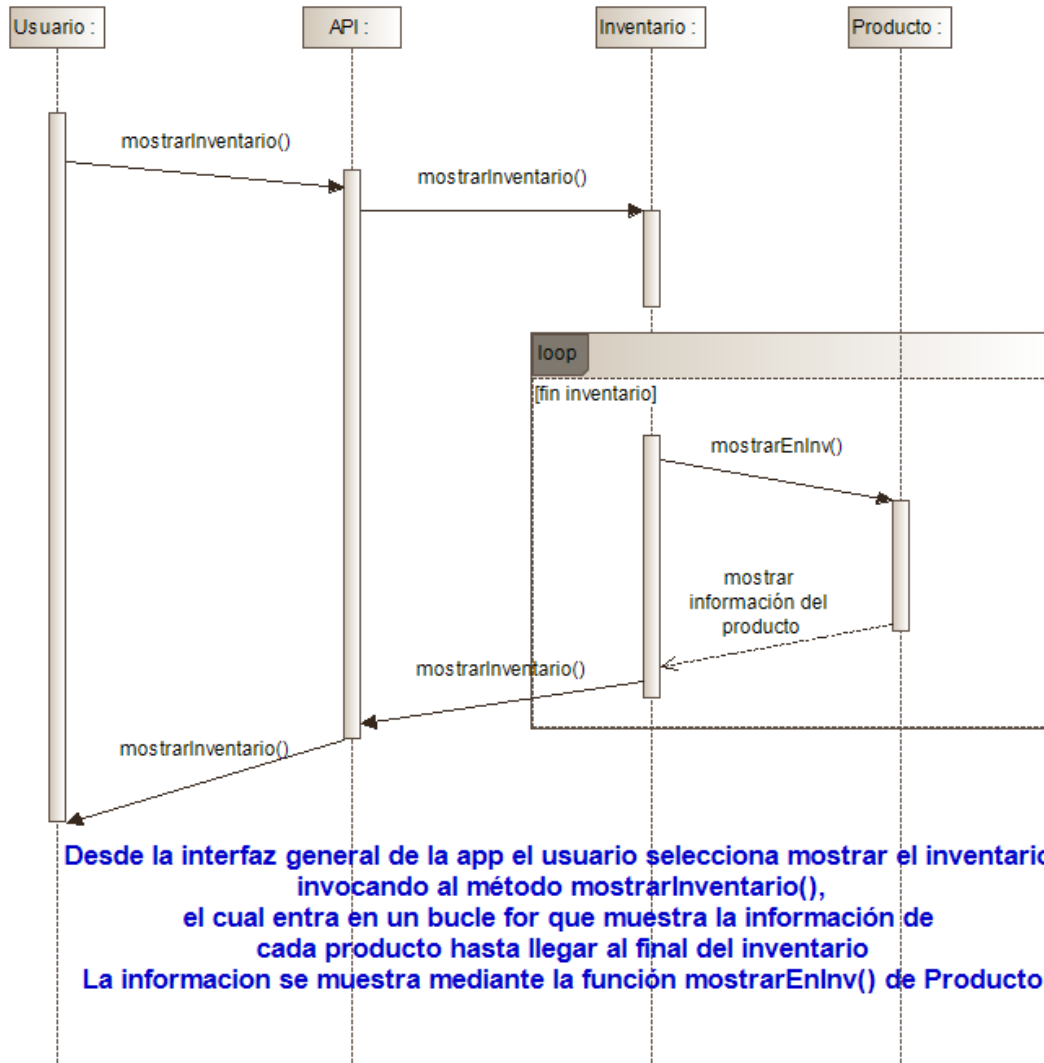 Usuario :
API :
Inventario :
Producto :
mostrarInventario()
mostrarInventario()
loop
[fin inventario]
mostrarEnInv()
mostrar
información del
producto
mostrarInventario()
mostrarInventario()
Desde la interfaz general de la app el usuario selecciona mostrar el inventario
invocando al método mostrarInventario(),
el cual entra en un bucle for que muestra la información de
cada producto hasta llegar al final del inventario
La informacion se muestra mediante la función mostrarEnInv() de Producto